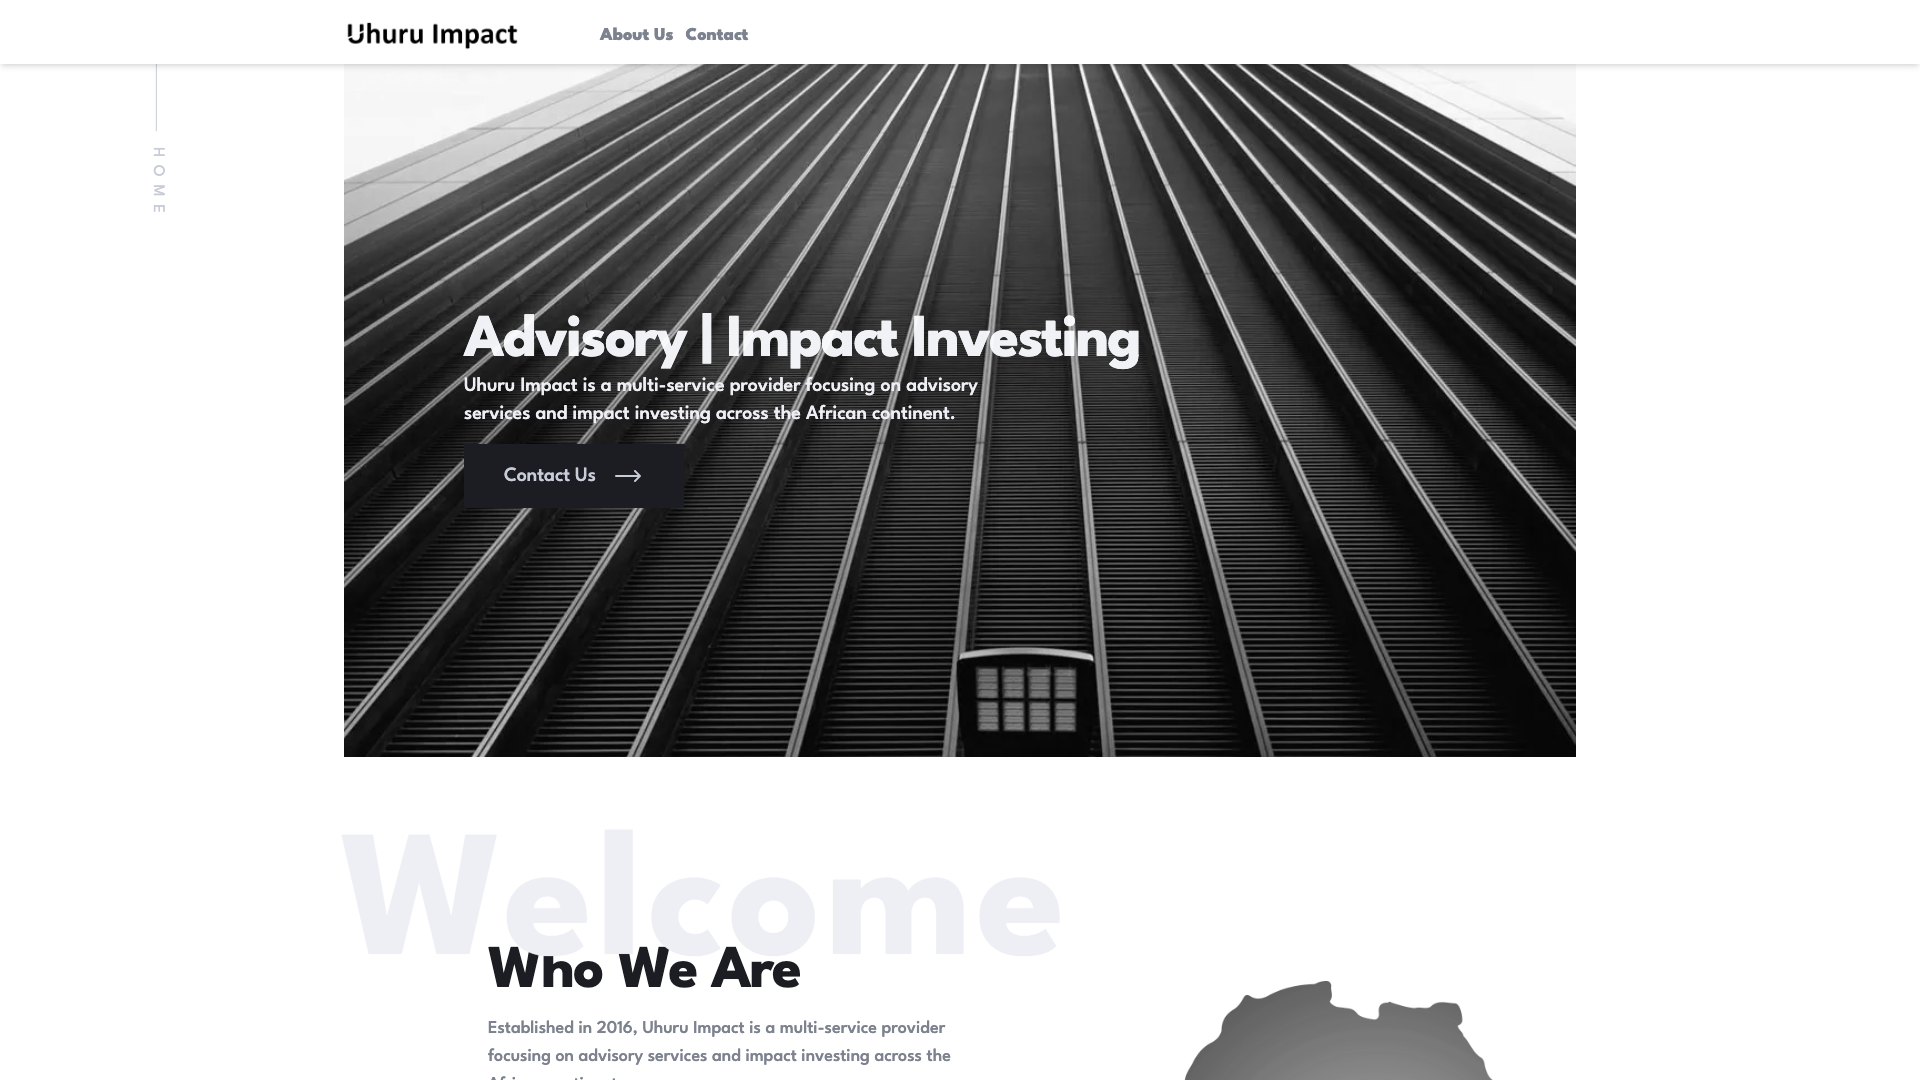 Uhuru Impact
About Us Contact
HOME
Advisory | Impact Investing
Uhuru Impact is a multi-service provider focusing on advisory
services and impact investing across the African continent.
Contact Us
Welcome
Who We Are
Established in 2016, Uhuru Impact is a multi-service provider
focusing on advisory services and impact investing across the